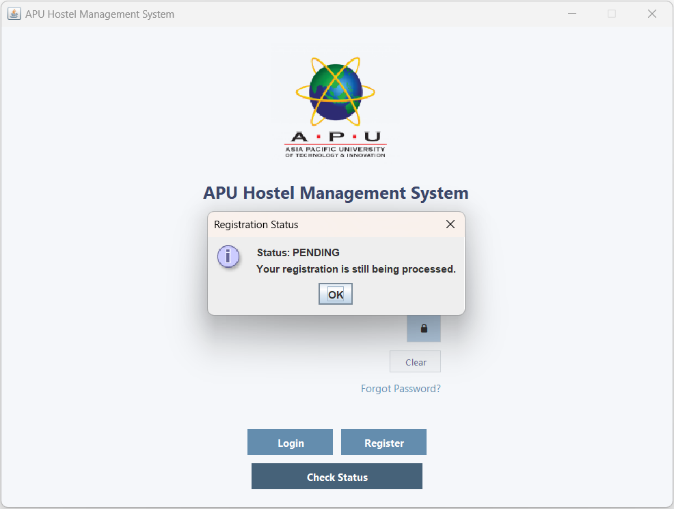 APU Hostel Management System
A·P·U
ASIA PACIFIC UNIVERSITY
OF TECHNOLOGY & INNOVATION
APU Hostel Management System
Registration Status
i
Status: PENDING
Your registration is still being processed.
OK
Clear
Forgot Password?
Login Register
Check Status